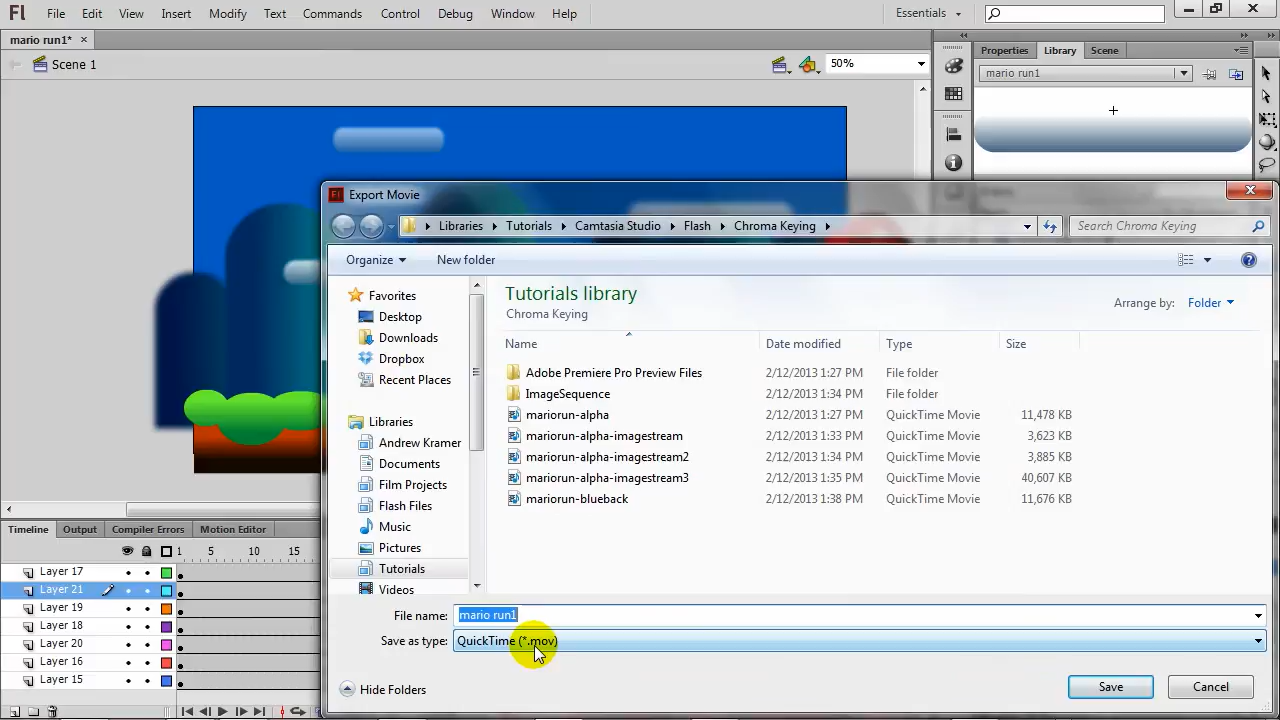 Fl File Edit View Insert Modify Text Commands Control Debug Window Help Essentials
mario run1* ×
Scene 1 50%
Properties Library Scene
mario run1
Fl Export Movie
Libraries Tutorials Camtasia Studio Flash Chroma Keying Search Chroma Keying
Organize New folder
Favorites
Desktop
Downloads
Dropbox
Recent Places
Libraries
Andrew Kramer
Documents
Film Projects
Flash Files
Music
Pictures
Tutorials
Videos
Tutorials library
Chroma Keying
Arrange by: Folder
Name Date modified Type Size
Adobe Premiere Pro Preview Files 2/12/2013 1:27 PM File folder
ImageSequence 2/12/2013 1:34 PM File folder
mariorun-alpha 2/12/2013 1:27 PM QuickTime Movie 11,478 KB
mariorun-alpha-imagestream 2/12/2013 1:33 PM QuickTime Movie 3,623 KB
mariorun-alpha-imagestream2 2/12/2013 1:34 PM QuickTime Movie 3,885 KB
mariorun-alpha-imagestream3 2/12/2013 1:35 PM QuickTime Movie 40,607 KB
mariorun-blueback 2/12/2013 1:38 PM QuickTime Movie 11,676 KB
File name: mario run1
Save as type: QuickTime (*.mov)
Hide Folders Save Cancel
Timeline Output Compiler Errors Motion Editor
1 5 10 15
Layer 17
Layer 21
Layer 19
Layer 18
Layer 20
Layer 16
Layer 15